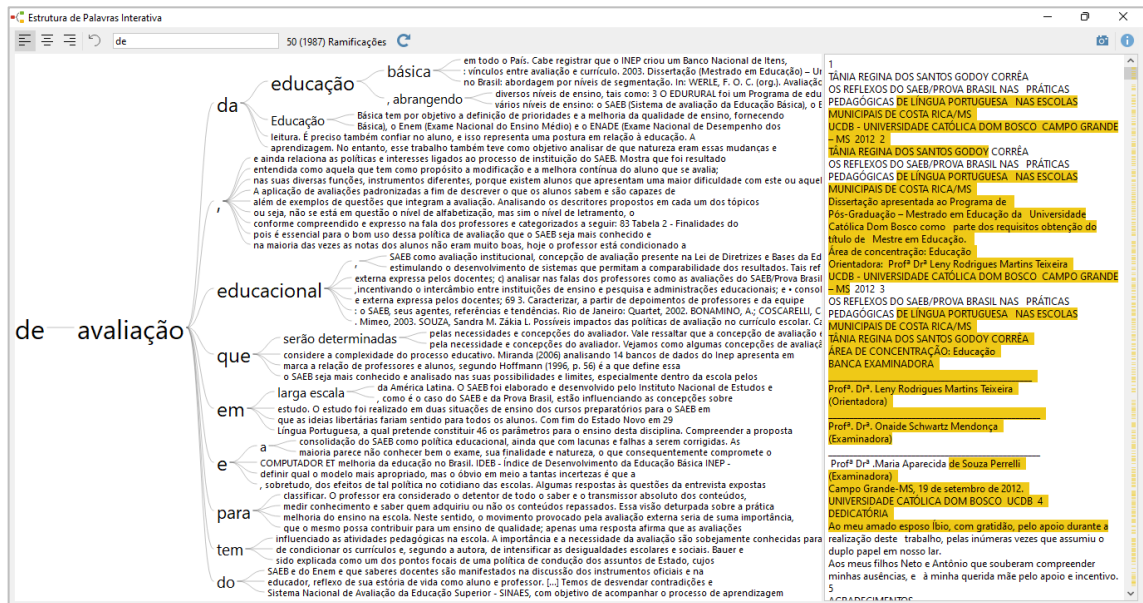 Estrutura de Palavras Interativa
de
50 (1987) Ramificações
de
avaliação
da
educação
básica
em todo o País. Cabe registrar que o INEP criou um Banco Nacional de Itens,
: vínculos entre avaliação e currículo. 2003. Dissertação (Mestrado em Educação) –
no Brasil: abordagem por níveis de segmentação. In: WERLE, F. O. C. (org.). Avaliação
, abrangendo
diversos níveis de ensino, tais como: 3 O EDURURAL foi um Programa de
vários níveis de ensino: o SAEB (Sistema de avaliação da Educação Básica), o
Educação
Básica tem por objetivo a definição de prioridades e a melhoria da qualidade de ensino, fornecendo
Básica), o Enem (Exame Nacional do Ensino Médio) e o ENADE (Exame Nacional de Desempenho dos
leitura. É preciso também confiar no aluno, e isso representa uma postura em relação à educação. A
aprendizagem. No entanto, esse trabalho também teve como objetivo analisar de que natureza eram essas mudanças e
,
e ainda relaciona as políticas e interesses ligados ao processo de instituição do SAEB. Mostra que foi resultado
entendida como aquela que tem como propósito a modificação e a melhora contínua do aluno que se avalia;
nas suas diversas funções, instrumentos diferentes, porque existem alunos que apresentam uma maior dificuldade com este ou
A aplicação de avaliações padronizadas a fim de descrever o que os alunos sabem e são capazes de
além de exemplos de questões que integram a avaliação. Analisando os descritores propostos em cada um dos tópicos
ou seja, não se está em questão o nível de alfabetização, mas sim o nível de letramento, o
conforme compreendido e expresso na fala dos professores e categorizados a seguir: 83 Tabela 2 - Finalidades do
pois é essencial para o bom uso dessa política de avaliação que o SAEB seja mais conhecido e
na maioria das vezes as notas dos alunos não eram muito boas, hoje o professor está condicionado a
educacional
,
SAEB como avaliação institucional, concepção de avaliação presente na Lei de Diretrizes e Bases da
estimulando o desenvolvimento de sistemas que permitam a comparabilidade dos resultados. Tais
externa expressa pelos docentes; c) analisar nas falas dos professores como as avaliações do SAEB/Prova Brasil
,incentivando o intercâmbio entre instituições de ensino e pesquisa e administrações educacionais; e •
e externa expressa pelos docentes; 69 3. Caracterizar, a partir de depoimentos de professores e da equipe
: o SAEB, seus agentes, referências e tendências. Rio de Janeiro: Quartet, 2002. BONAMINO, A.; COSCARELLI, C
. Mimeo, 2003. SOUZA, Sandra M. Zákia L. Possíveis impactos das políticas de avaliação no currículo escolar.
que
serão determinadas
pelas necessidades e concepções do avaliador. Vale ressaltar que a concepção de avaliação
pela necessidade e concepções do avaliador. Vejamos como algumas concepções de
considere a complexidade do processo educativo. Miranda (2006) analisando 14 bancos de dados do Inep apresenta em
marca a relação de professores e alunos, segundo Hoffmann (1996, p. 56) é a que define essa
o SAEB seja mais conhecido e analisado nas suas possibilidades e limites, especialmente dentro da escola pelos
em
larga escala
da América Latina. O SAEB foi elaborado e desenvolvido pelo Instituto Nacional de Estudos e
, como é o caso do SAEB e da Prova Brasil, estão influenciando as concepções sobre
estudo. O estudo foi realizado em duas situações de ensino dos cursos preparatórios para o SAEB em
que as ideias libertárias fariam sentido para todos os alunos. Com fim do Estado Novo em 29
Língua Portuguesa, a qual pretende constituir 46 os parâmetros para o ensino desta disciplina. Compreender a proposta
e
a
consolidação do SAEB como política educacional, ainda que com lacunas e falhas a serem corrigidas. As
maioria parece não conhecer bem o exame, sua finalidade e natureza, o que consequentemente compromete o
COMPUTADOR ET melhoria da educação no Brasil. IDEB - Índice de Desenvolvimento da Educação Básica INEP -
definir qual o modelo mais apropriado, mas o óbvio em meio a tantas incertezas é que a
, sobretudo, dos efeitos de tal política no cotidiano das escolas. Algumas respostas às questões da entrevista expostas
para
classificar. O professor era considerado o detentor de todo o saber e o transmissor absoluto dos conteúdos,
medir conhecimento e saber quem adquiriu ou não os conteúdos repassados. Essa visão deturpada sobre a prática
melhoria do ensino na escola. Neste sentido, o movimento provocado pela avaliação externa seria de suma importância,
que o mesmo possa contribuir para um ensino de qualidade; apenas uma resposta afirma que as avaliações
tem
influenciado as atividades pedagógicas na escola. A importância e a necessidade da avaliação são sobejamente conhecidas para
de condicionar os currículos e, segundo a autora, de intensificar as desigualdades escolares e sociais. Bauer e
sido explicada como um dos pontos focais de uma política de condução dos assuntos de Estado, cujos
do
SAEB e do Enem e que saberes docentes são manifestados na discussão dos instrumentos oficiais e na
educador, reflexo de sua estória de vida como aluno e professor. [...] Temos de desvendar contradições e
Sistema Nacional de Avaliação da Educação Superior - SINAES, com objetivo de acompanhar o processo de aprendizagem
1
TÂNIA REGINA DOS SANTOS GODOY CORRÊA
OS REFLEXOS DO SAEB/PROVA BRASIL NAS PRÁTICAS
PEDAGÓGICAS DE LÍNGUA PORTUGUESA NAS ESCOLAS
MUNICIPAIS DE COSTA RICA/MS
UCDB - UNIVERSIDADE CATÓLICA DOM BOSCO CAMPO GRANDE
– MS 2012 2
TÂNIA REGINA DOS SANTOS GODOY CORRÊA
OS REFLEXOS DO SAEB/PROVA BRASIL NAS PRÁTICAS
PEDAGÓGICAS DE LÍNGUA PORTUGUESA NAS ESCOLAS
MUNICIPAIS DE COSTA RICA/MS
Dissertação apresentada ao Programa de
Pós-Graduação – Mestrado em Educação da Universidade
Católica Dom Bosco como parte dos requisitos obtenção do
título de Mestre em Educação.
Área de concentração: Educação
Orientadora: Profª Drª Leny Rodrigues Martins Teixeira
UCDB - UNIVERSIDADE CATÓLICA DOM BOSCO CAMPO GRANDE
– MS 2012 3
OS REFLEXOS DO SAEB/PROVA BRASIL NAS PRÁTICAS
PEDAGÓGICAS DE LÍNGUA PORTUGUESA NAS ESCOLAS
MUNICIPAIS DE COSTA RICA/MS
TÂNIA REGINA DOS SANTOS GODOY CORRÊA
ÁREA DE CONCENTRAÇÃO: Educação
BANCA EXAMINADORA
Profª. Drª. Leny Rodrigues Martins Teixeira
(Orientadora)
Profª. Drª. Onaide Schwartz Mendonça
(Examinadora)
Profª Drª .Maria Aparecida de Souza Perrelli
(Examinadora)
Campo Grande-MS, 19 de setembro de 2012.
UNIVERSIDADE CATÓLICA DOM BOSCO UCDB 4
DEDICATÓRIA
Ao meu amado esposo Íbio, com gratidão, pelo apoio durante a
realização deste trabalho, pelas inúmeras vezes que assumiu o
duplo papel em nosso lar.
Aos meus filhos Neto e Antônio que souberam compreender
minhas ausências, e à minha querida mãe pelo apoio e incentivo.
5
AGRADECIMENTOS